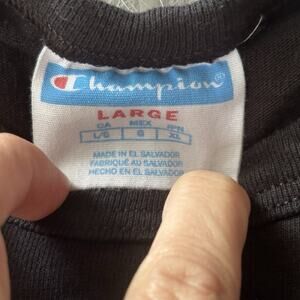 Champion
LARGE
CA MEX JPN
L/G G XL
MADE IN EL SALVADOR
FABRIQUÉ AU SALVADOR
HECHO EN EL SALVADOR